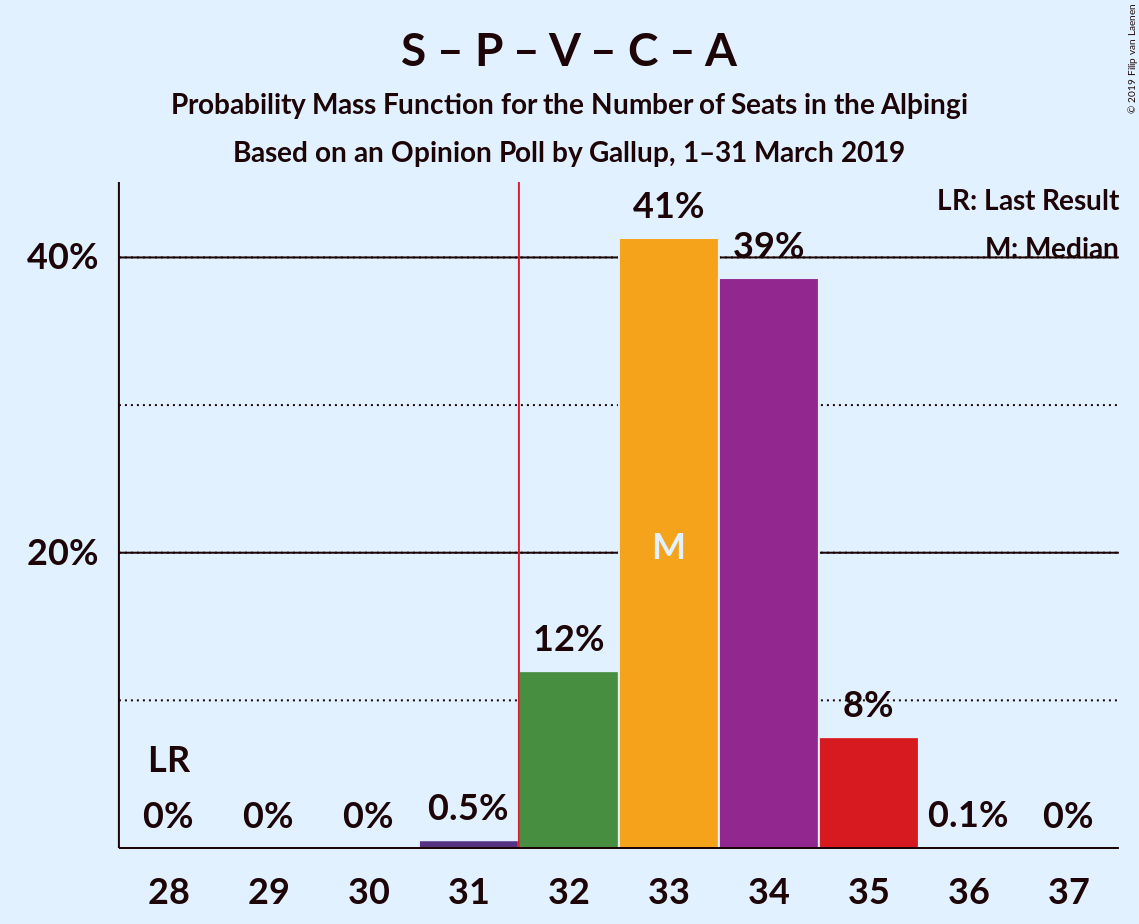 S – P – V – C – A
Probability Mass Function for the Number of Seats in the Alþingi
Based on an Opinion Poll by Gallup, 1–31 March 2019
© 2019 Filip van Laenen
LR: Last Result
M: Median
40%
20%
41%
39%
M
12%
8%
LR
0%
0%
0%
0.5%
0.1%
0%
28
29
30
31
32
33
34
35
36
37